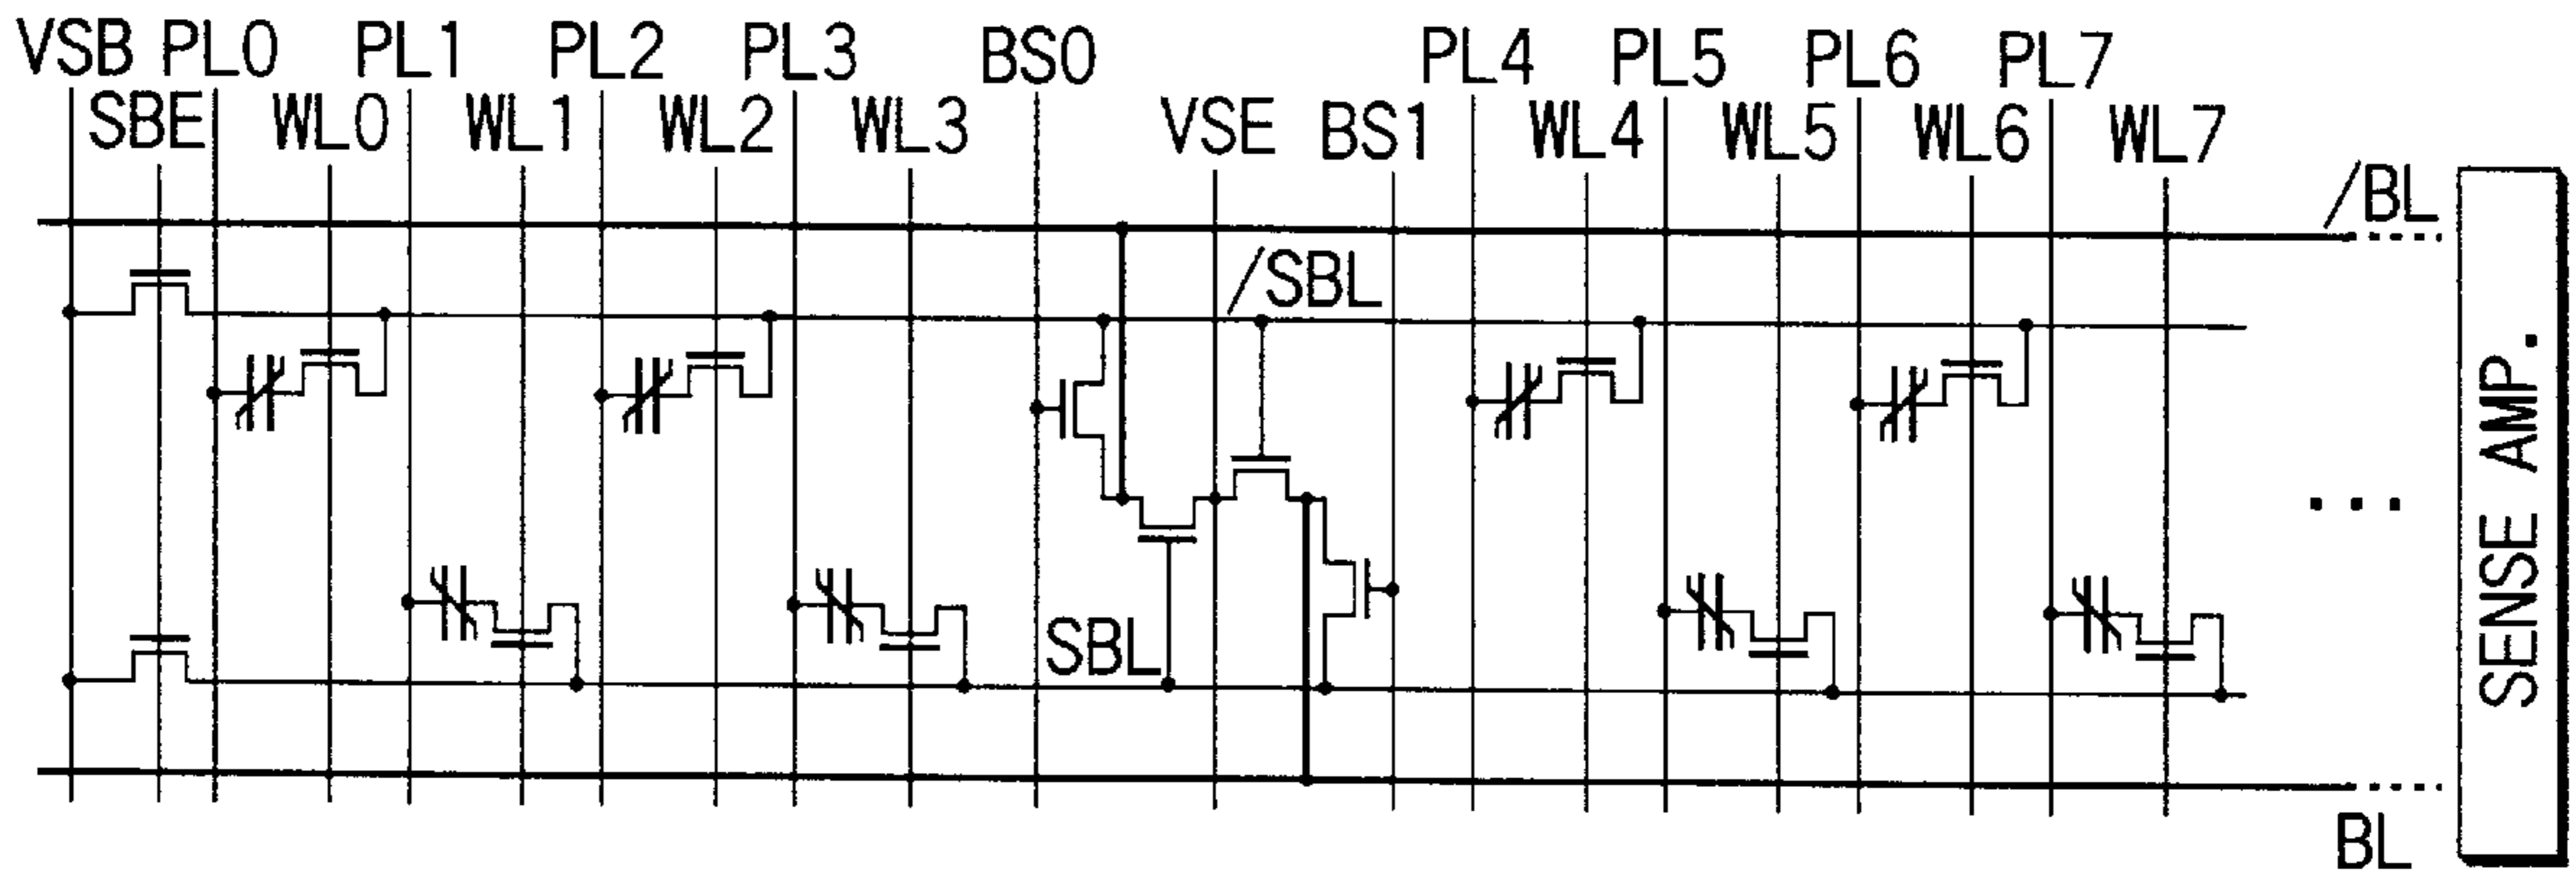 VSB PL0 PL1 PL2 PL3 BS0 PL4 PL5 PL6 PL7
SBE WL0 WL1 WL2 WL3 VSE BS1 WL4 WL5 WL6 WL7
/BL
/SBL
SBL
BL
SENSE AMP.